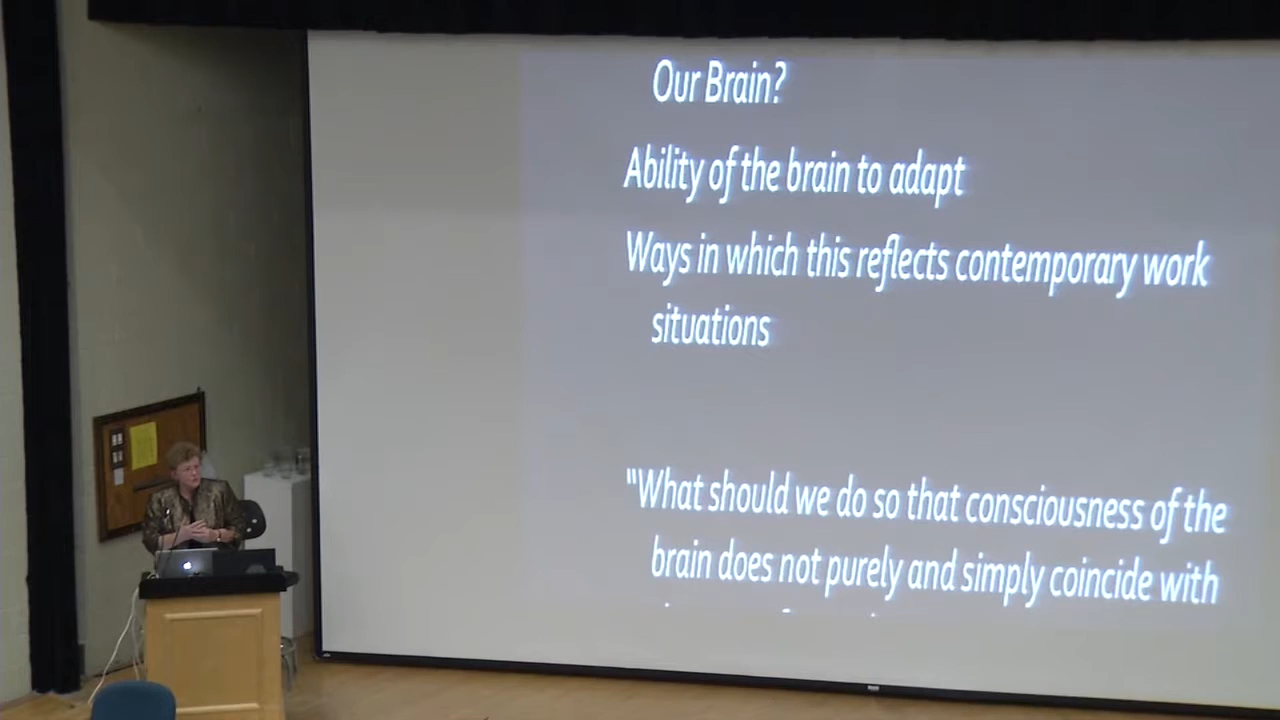 Our Brain?
Ability of the brain to adapt
Ways in which this reflects contemporary work
situations
"What should we do so that consciousness of the
brain does not purely and simply coincide with